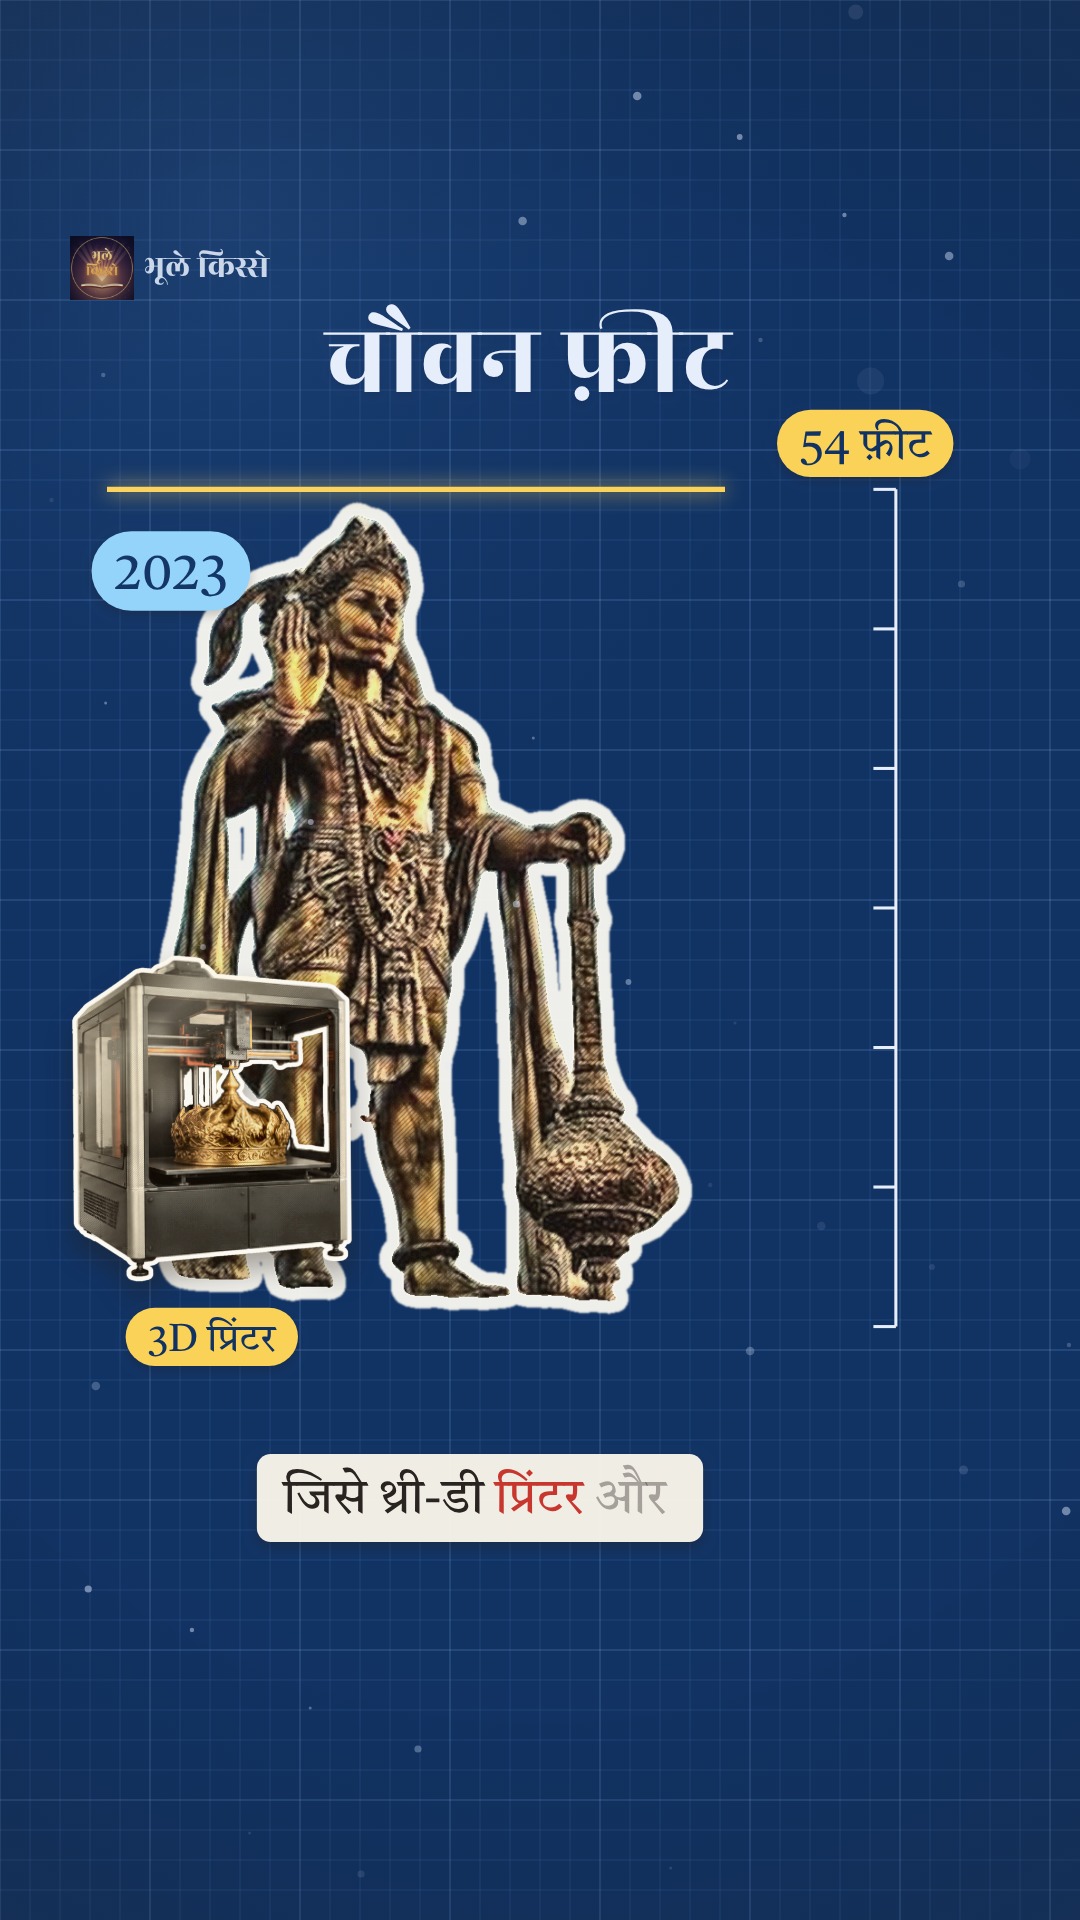 भूले किस्से
भूले किस्से
चौवन फ़ीट
54 फ़ीट
2023
3D प्रिंटर
जिसे थ्री-डी प्रिंटर और